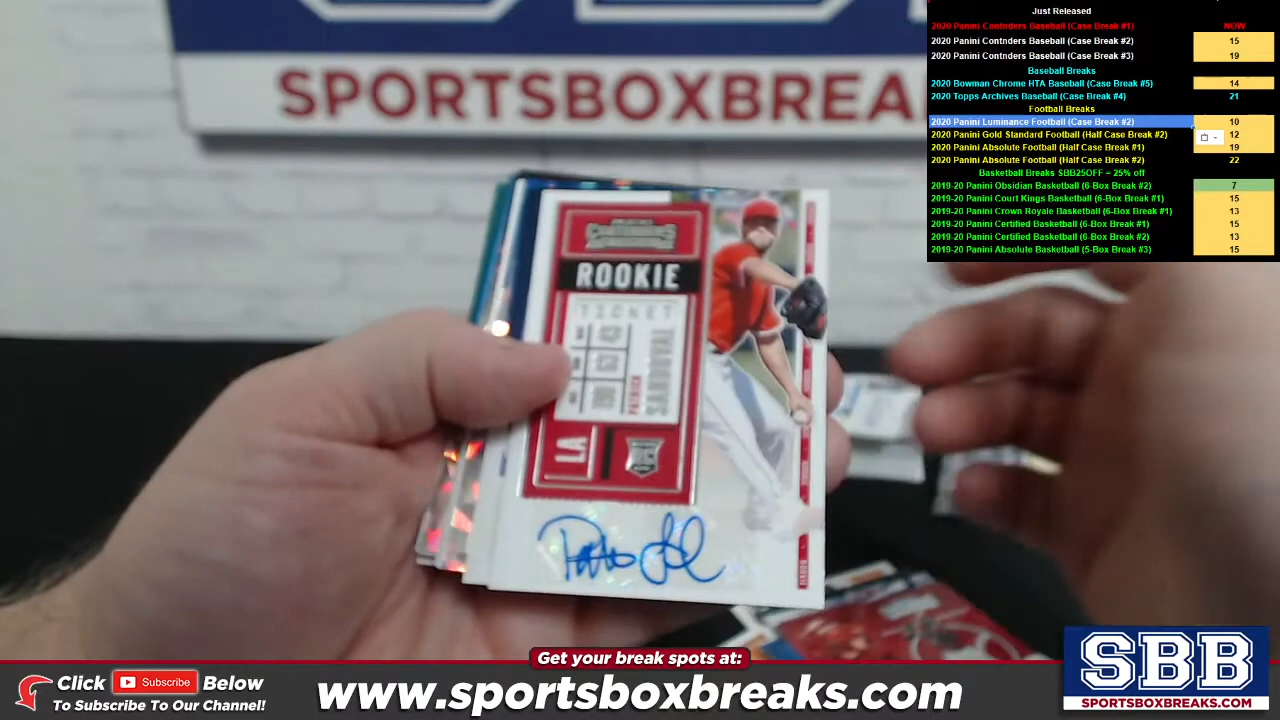 SPORTSBOXBREA
Just Released
2020 Panini Contnders Baseball (Case Break #1) NOW
2020 Panini Contnders Baseball (Case Break #2) 15
2020 Panini Contnders Baseball (Case Break #3) 19
Baseball Breaks
2020 Bowman Chrome HTA Baseball (Case Break #5) 14
2020 Topps Archives Baseball (Case Break #4) 21
Football Breaks
2020 Panini Luminance Football (Case Break #2) 10
2020 Panini Gold Standard Football (Half Case Break #2) 12
2020 Panini Absolute Football (Half Case Break #1) 19
2020 Panini Absolute Football (Half Case Break #2) 22
Basketball Breaks SBB25OFF = 25% off
2019-20 Panini Obsidian Basketball (6-Box Break #2) 7
2019-20 Panini Court Kings Basketball (6-Box Break #1) 15
2019-20 Panini Crown Royale Basketball (6-Box Break #1) 13
2019-20 Panini Certified Basketball (6-Box Break #1) 15
2019-20 Panini Certified Basketball (6-Box Break #2) 13
2019-20 Panini Absolute Basketball (5-Box Break #3) 15
CONTENDERS
ROOKIE
TICKET
43
63
190
PATRICK
SANDOVAL
LA
RC
Get your break spots at:
Click Subscribe Below
To Subscribe To Our Channel!
www.sportsboxbreaks.com
SBB
SPORTSBOXBREAKS.COM